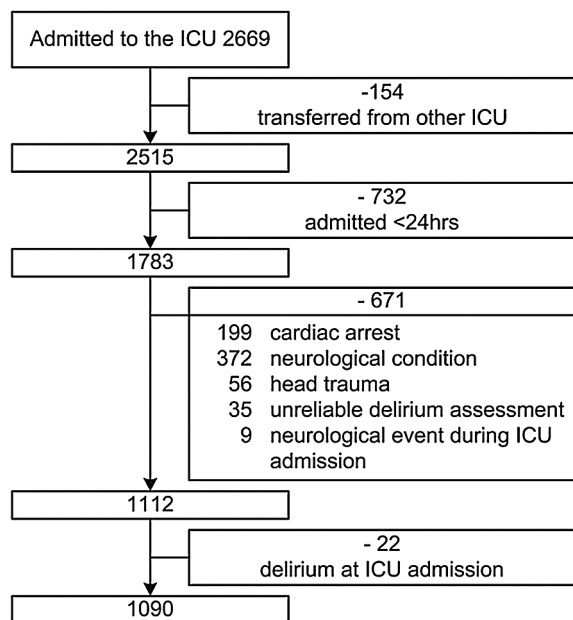 Admitted to the ICU 2669
-154
transferred from other ICU
2515
- 732
admitted <24hrs
1783
- 671
199 cardiac arrest
372 neurological condition
56 head trauma
35 unreliable delirium assessment
9 neurological event during ICU
admission
1112
- 22
delirium at ICU admission
1090